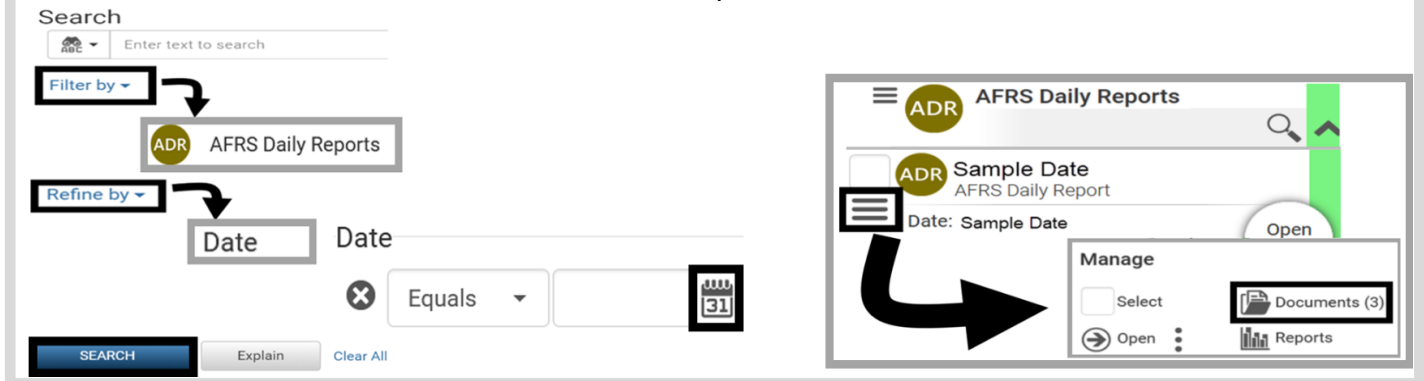 Search
ABC
Enter text to search
Filter by
ADR AFRS Daily Reports
Refine by
Date
Date
Equals
31
SEARCH Explain Clear All
ADR AFRS Daily Reports
ADR Sample Date
AFRS Daily Report
Date: Sample Date
Open
Manage
Select Documents (3)
Open Reports